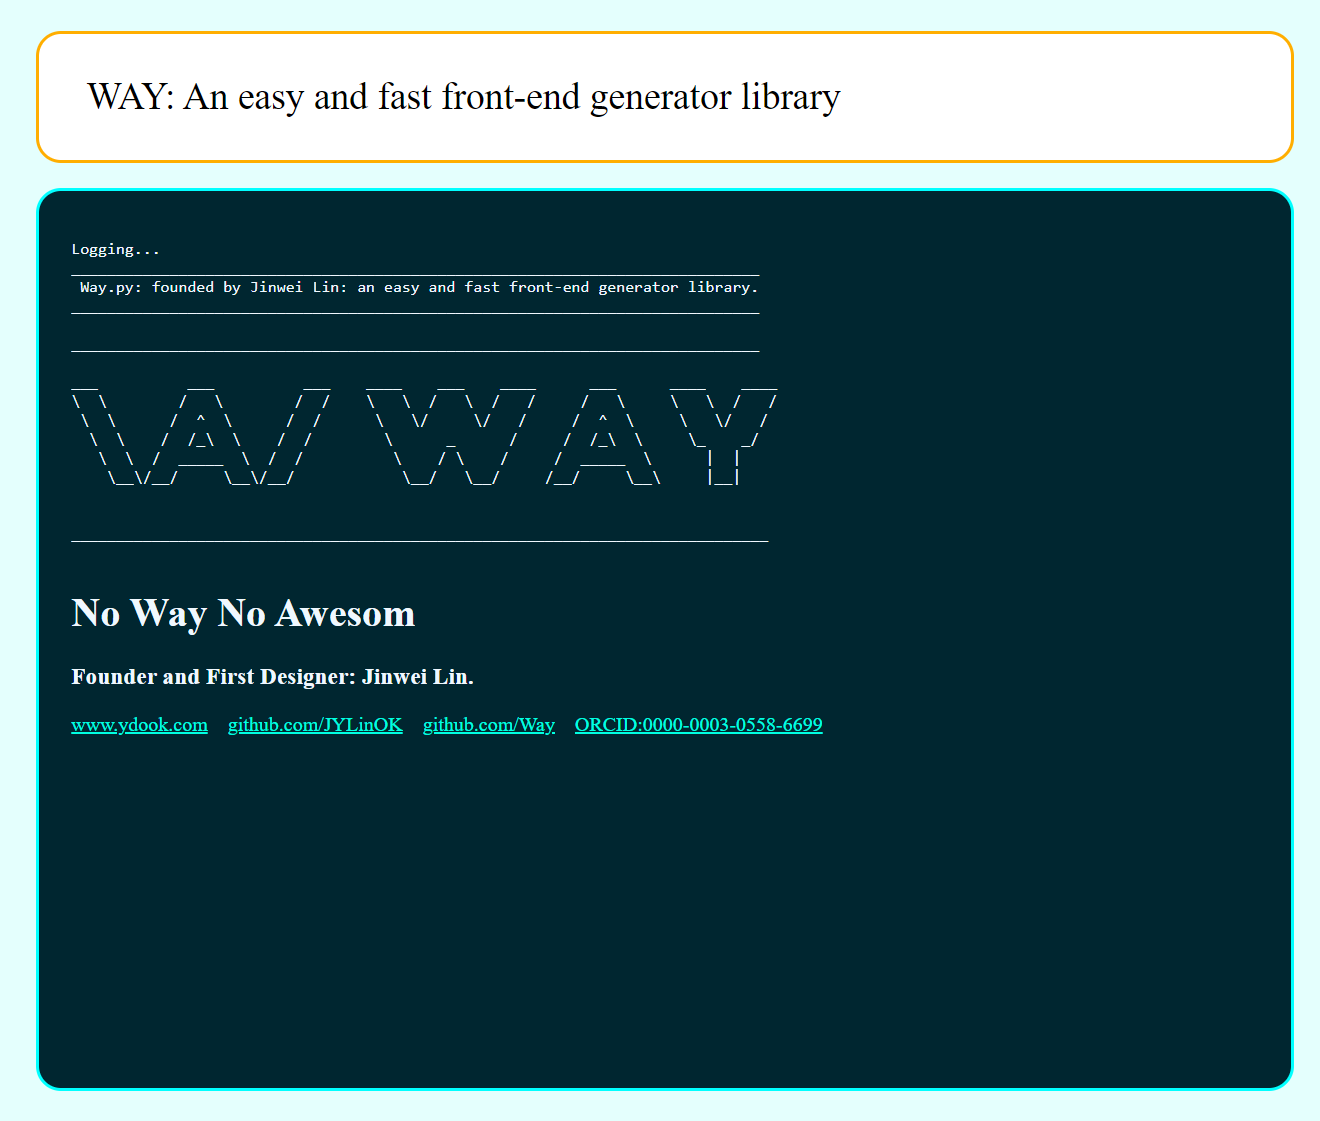 WAY: An easy and fast front-end generator library
Logging...
Way.py: founded by Jinwei Lin: an easy and fast front-end generator library.
WAY
No Way No Awesom
Founder and First Designer: Jinwei Lin.
www.ydook.com github.com/JYLinOK github.com/Way ORCID:0000-0003-0558-6699